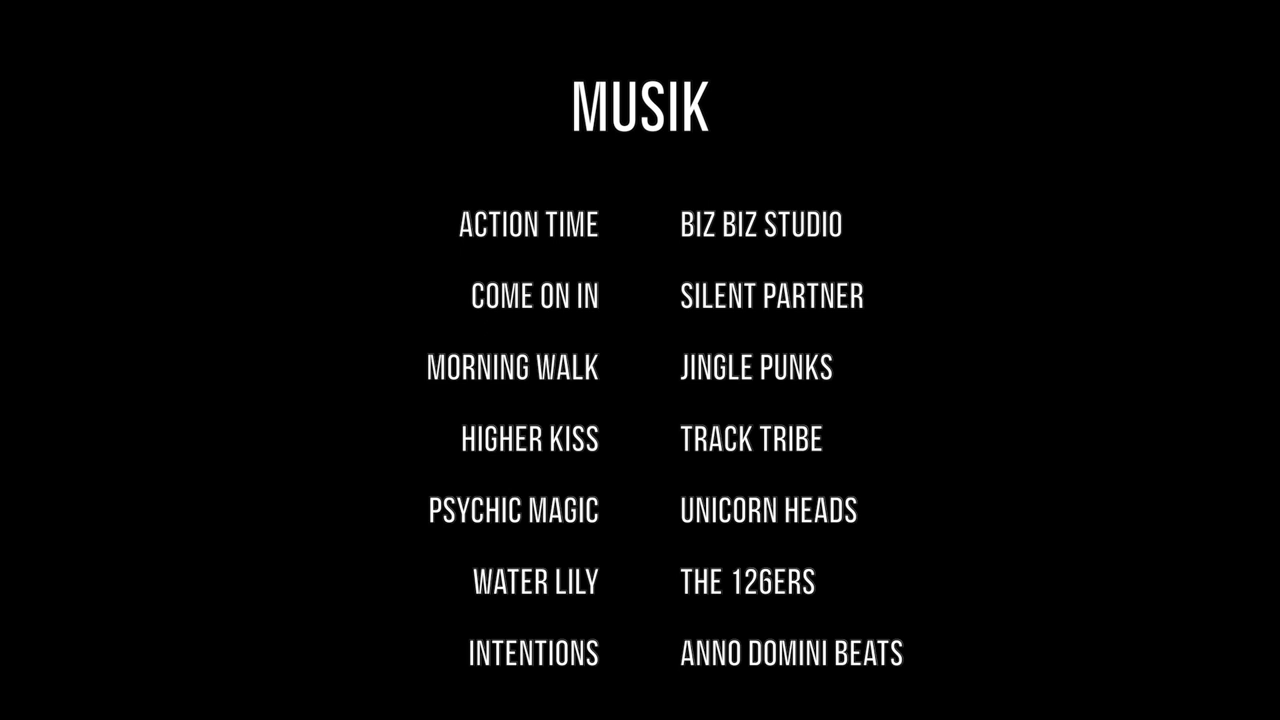 MUSIK
ACTION TIME BIZ BIZ STUDIO
COME ON IN SILENT PARTNER
MORNING WALK JINGLE PUNKS
HIGHER KISS TRACK TRIBE
PSYCHIC MAGIC UNICORN HEADS
WATER LILY THE 126ERS
INTENTIONS ANNO DOMINI BEATS